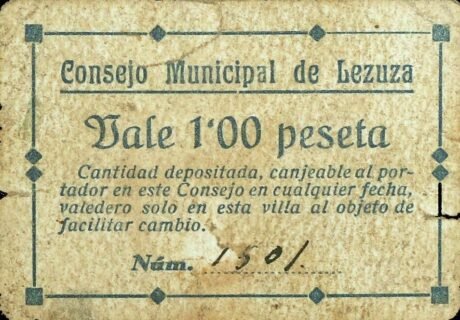 Consejo Municipal de Lezuza
Vale 1'00 peseta
Cantidad depositada, canjeable al por-
tador en este Consejo en cualquier fecha,
valedero solo en esta villa al objeto de
facilitar cambio.
Núm. 1501